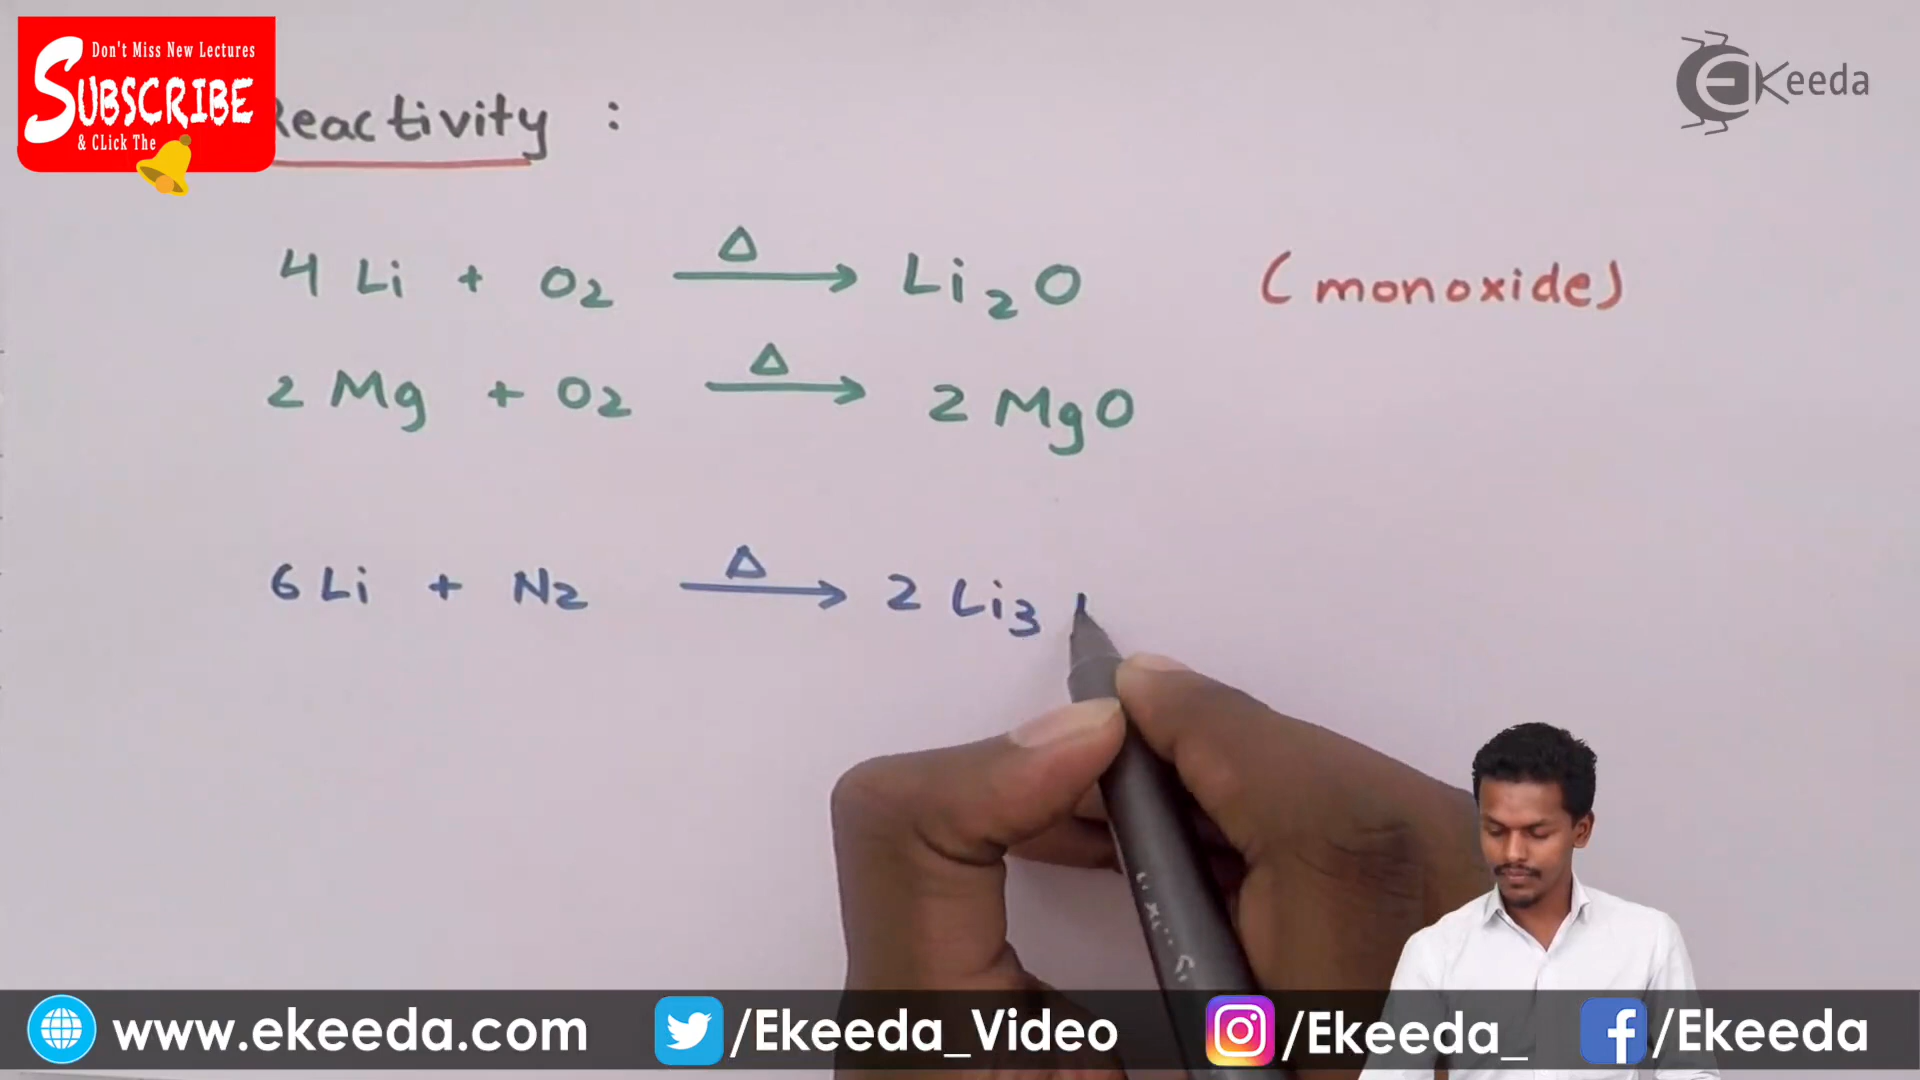 Don't Miss New Lectures
SUBSCRIBE
& CLick The
Reactivity :
EKeeda
4 Li + O2 Δ→ Li2O (monoxide)
2 Mg + O2 Δ→ 2 MgO
6 Li + N2 Δ→ 2 Li3
www.ekeeda.com /Ekeeda_Video /Ekeeda_ /Ekeeda